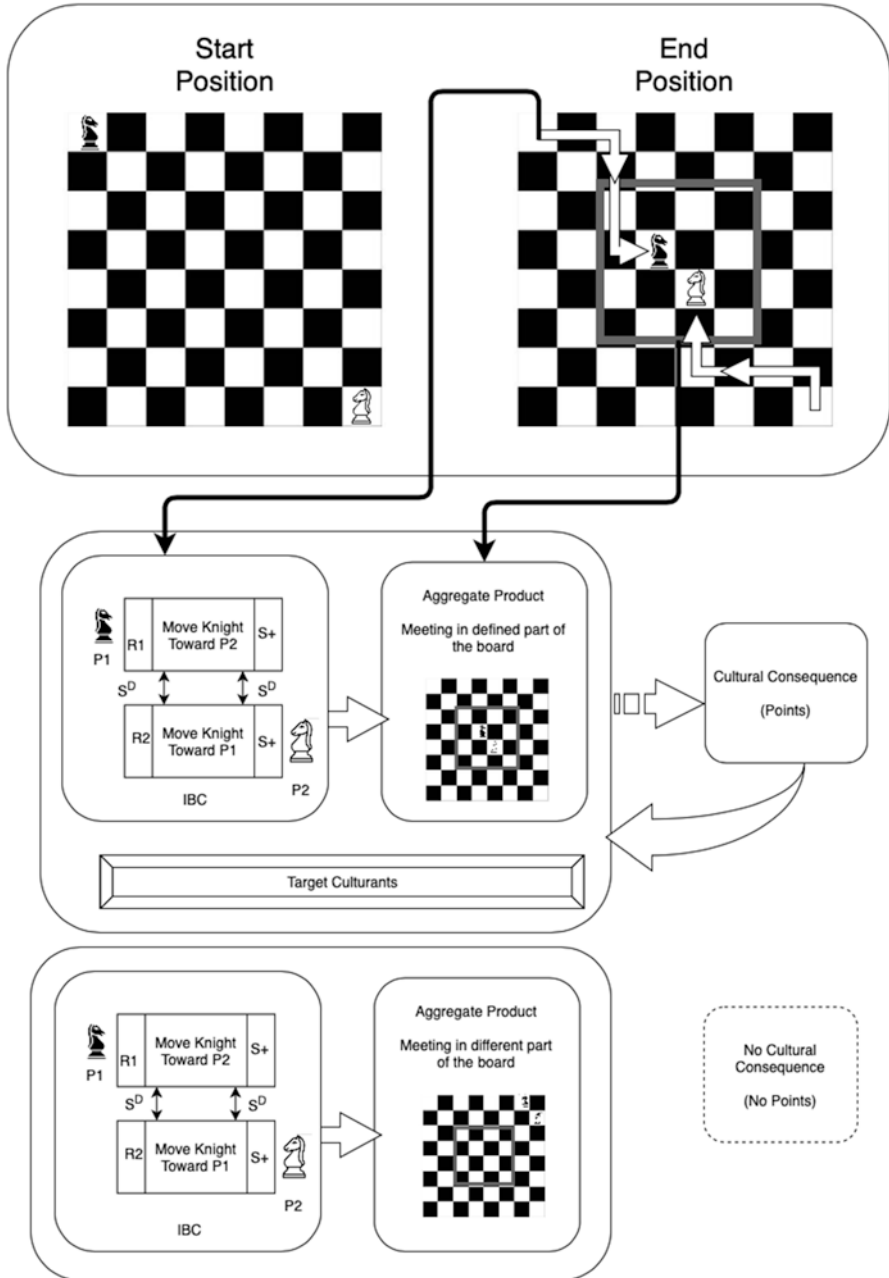 Start
Position
End
Position
P1
R1
Move Knight
Toward P2
S+
S^D
S^D
R2
Move Knight
Toward P1
S+
P2
IBC
Aggregate Product
Meeting in defined part of
the board
Cultural Consequence
(Points)
Target Culturants
P1
R1
Move Knight
Toward P2
S+
S^D
S^D
R2
Move Knight
Toward P1
S+
P2
IBC
Aggregate Product
Meeting in different part
of the board
No Cultural
Consequence
(No Points)